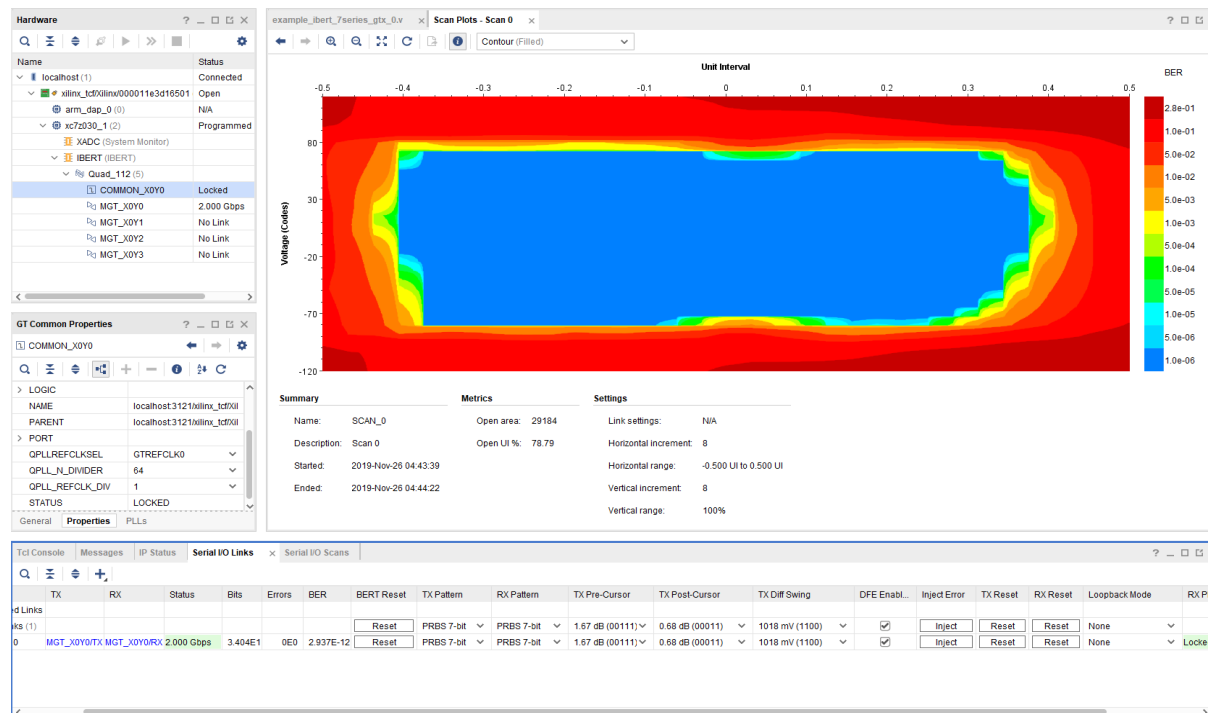 Hardware
Name Status
localhost (1) Connected
xilinx_tcf/Xilinx/000011e3d16501 Open
arm_dap_0 (0) N/A
xc7z030_1 (2) Programmed
XADC (System Monitor)
IBERT (IBERT)
Quad_112 (5)
COMMON_X0Y0 Locked
MGT_X0Y0 2.000 Gbps
MGT_X0Y1 No Link
MGT_X0Y2 No Link
MGT_X0Y3 No Link
GT Common Properties
COMMON_X0Y0
LOGIC
NAME localhost:3121/xilinx_tcf/Xil
PARENT localhost:3121/xilinx_tcf/Xil
PORT
QPLLREFCLKSEL GTREFCLK0
QPLL_N_DIVIDER 64
QPLL_REFCLK_DIV 1
STATUS LOCKED
General Properties PLLs
example_ibert_7series_gtx_0.v Scan Plots - Scan 0
Contour (Filled)
Unit Interval
BER
-0.5 -0.4 -0.3 -0.2 -0.1 0 0.1 0.2 0.3 0.4 0.5
Voltage (Codes)
80
30
-20
-70
-120
2.8e-01
1.0e-01
5.0e-02
1.0e-02
5.0e-03
1.0e-03
5.0e-04
1.0e-04
5.0e-05
1.0e-05
5.0e-06
1.0e-06
Summary Metrics Settings
Name: SCAN_0 Open area: 29184 Link settings: N/A
Description: Scan 0 Open UI %: 78.79 Horizontal increment: 8
Started: 2019-Nov-26 04:43:39 Horizontal range: -0.500 UI to 0.500 UI
Ended: 2019-Nov-26 04:44:22 Vertical increment: 8
Vertical range: 100%
Tcl Console Messages IP Status Serial I/O Links Serial I/O Scans
TX RX Status Bits Errors BER BERT Reset TX Pattern RX Pattern TX Pre-Cursor TX Post-Cursor TX Diff Swing DFE Enabl... Inject Error TX Reset RX Reset Loopback Mode RX P
ed Links
ks (1) Reset PRBS 7-bit PRBS 7-bit 1.67 dB (00111) 0.68 dB (00011) 1018 mV (1100) Inject Reset Reset None
0 MGT_X0Y0/TX MGT_X0Y0/RX 2.000 Gbps 3.404E1 0E0 2.937E-12 Reset PRBS 7-bit PRBS 7-bit 1.67 dB (00111) 0.68 dB (00011) 1018 mV (1100) Inject Reset Reset None Locke